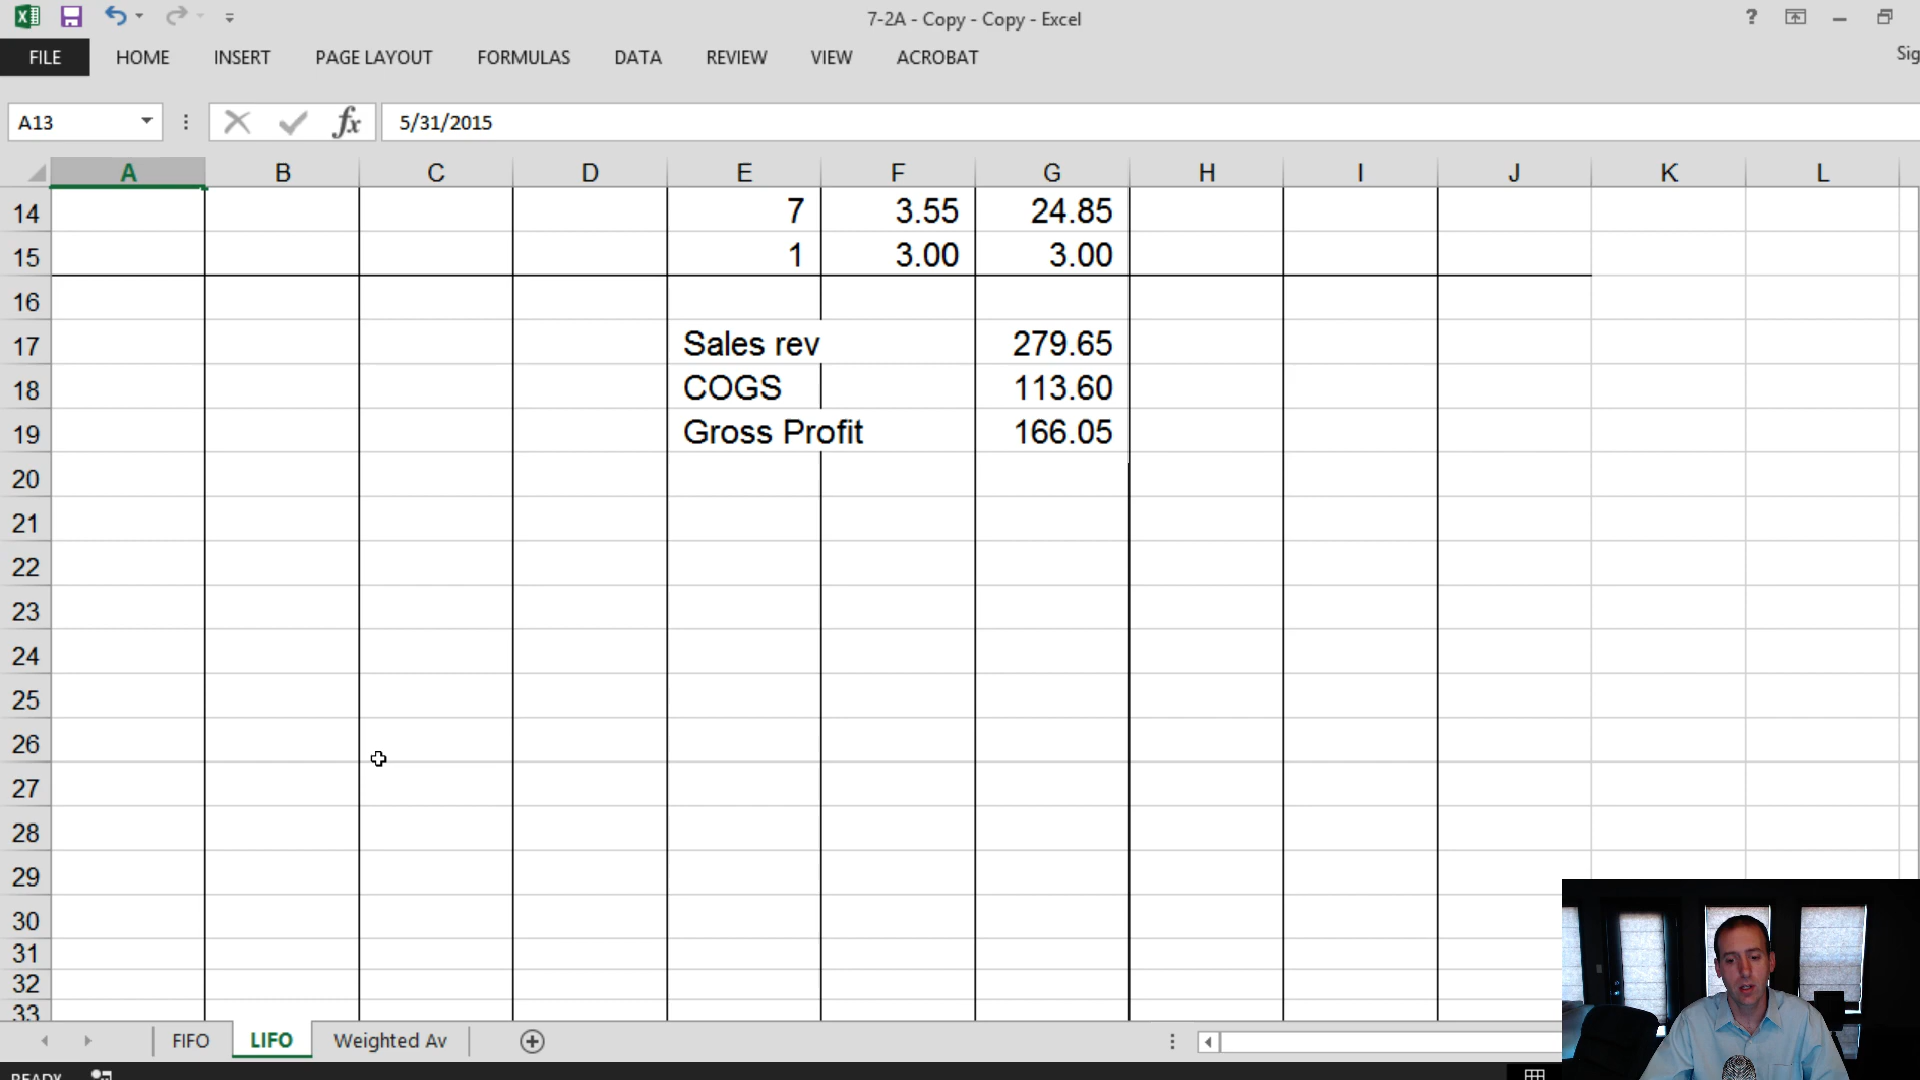 7-2A - Copy - Copy - Excel
?
FILE HOME INSERT PAGE LAYOUT FORMULAS DATA REVIEW VIEW ACROBAT
A13 fx 5/31/2015
A B C D E F G H I J K L
14 7 3.55 24.85
15 1 3.00 3.00
16
17 Sales rev 279.65
18 COGS 113.60
19 Gross Profit 166.05
20
21
22
23
24
25
26
27
28
29
30
31
32
33
FIFO LIFO Weighted Av
READY